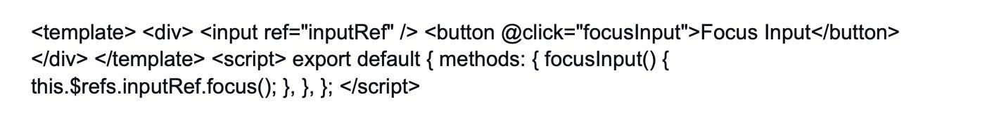 <template> <div> <input ref="inputRef" /> <button @click="focusInput">Focus Input</button>
</div> </template> <script> export default { methods: { focusInput() {
this.$refs.inputRef.focus(); }, }, }; </script>